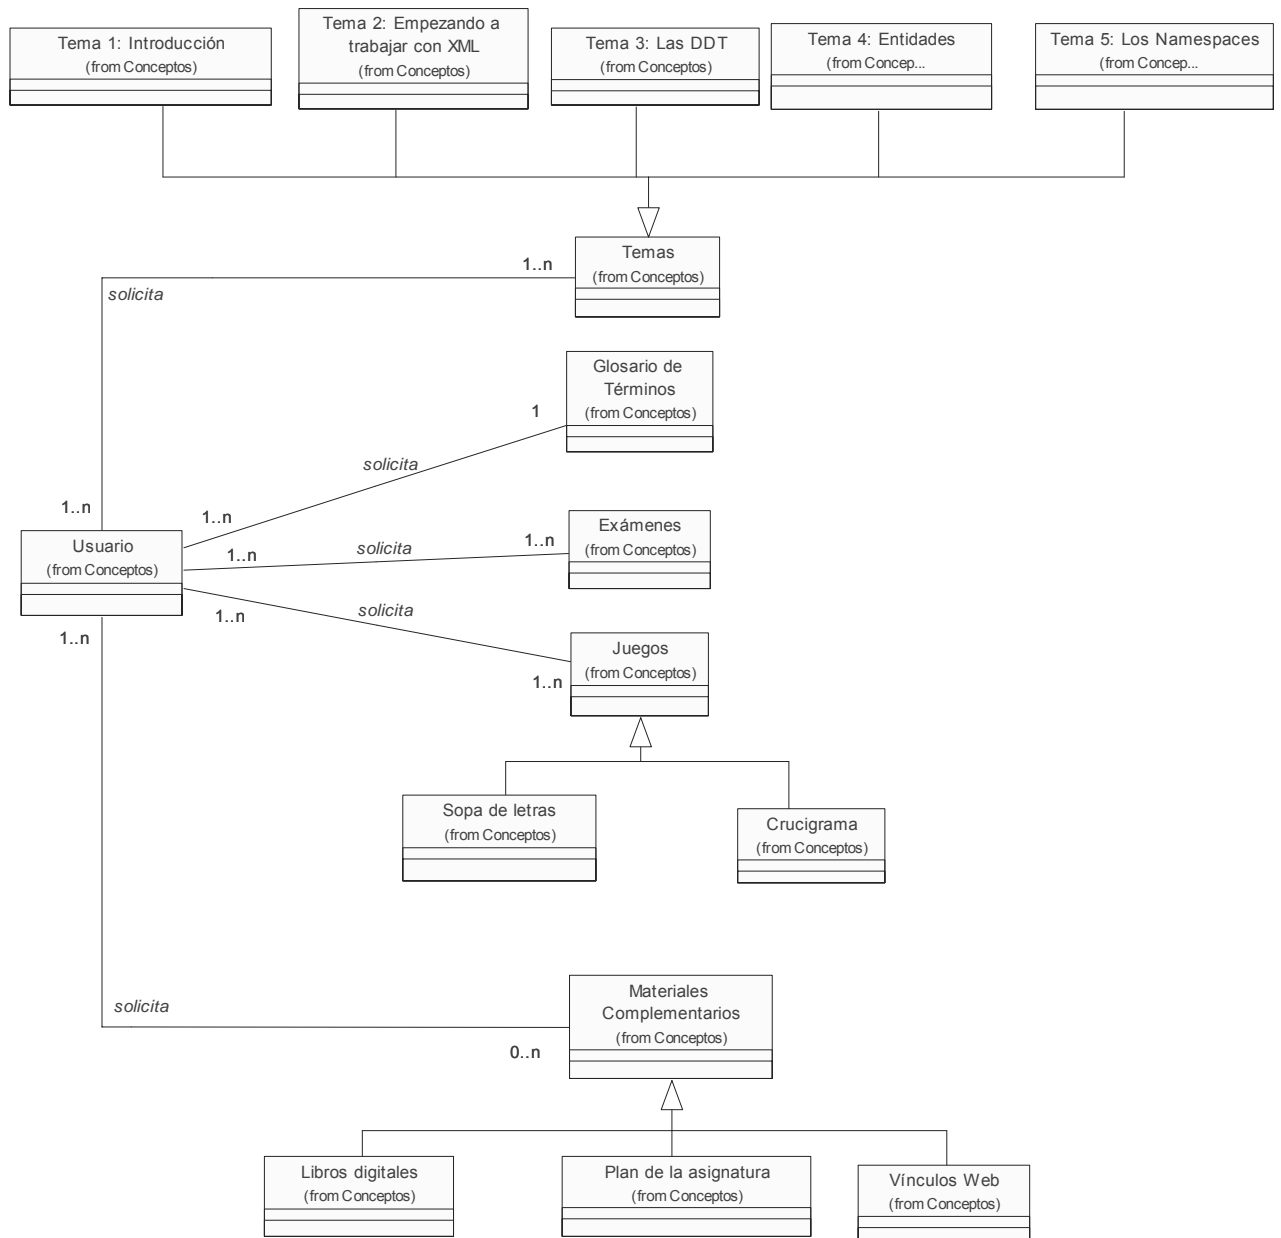 Tema 1: Introducción
(from Conceptos)
Tema 2: Empezando a
trabajar con XML
(from Conceptos)
Tema 3: Las DDT
(from Conceptos)
Tema 4: Entidades
(from Concep...
Tema 5: Los Namespaces
(from Concep...
Temas
(from Conceptos)
1..n
solicita
Glosario de
Términos
(from Conceptos)
1
solicita
1..n
1..n
Usuario
(from Conceptos)
Exámenes
(from Conceptos)
1..n
solicita
1..n
solicita
1..n
1..n
Juegos
(from Conceptos)
1..n
Sopa de letras
(from Conceptos)
Crucigrama
(from Conceptos)
solicita
0..n
Materiales
Complementarios
(from Conceptos)
Libros digitales
(from Conceptos)
Plan de la asignatura
(from Conceptos)
Vínculos Web
(from Conceptos)